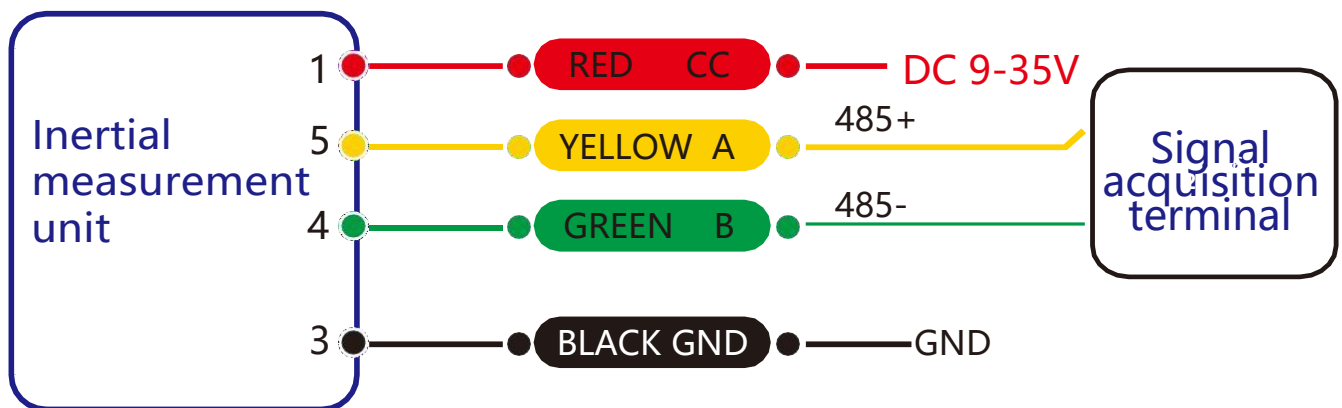 1 RED CC DC 9-35V
Inertial
measurement
unit
5 YELLOW A 485+
4 GREEN B 485-
Signal
acquisition
terminal
3 BLACK GND GND